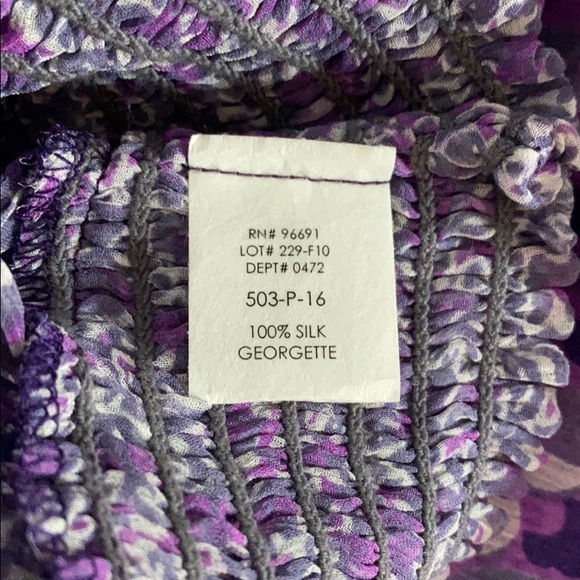 RN# 96691
LOT# 229-F10
DEPT# 0472
503-P-16
100% SILK
GEORGETTE